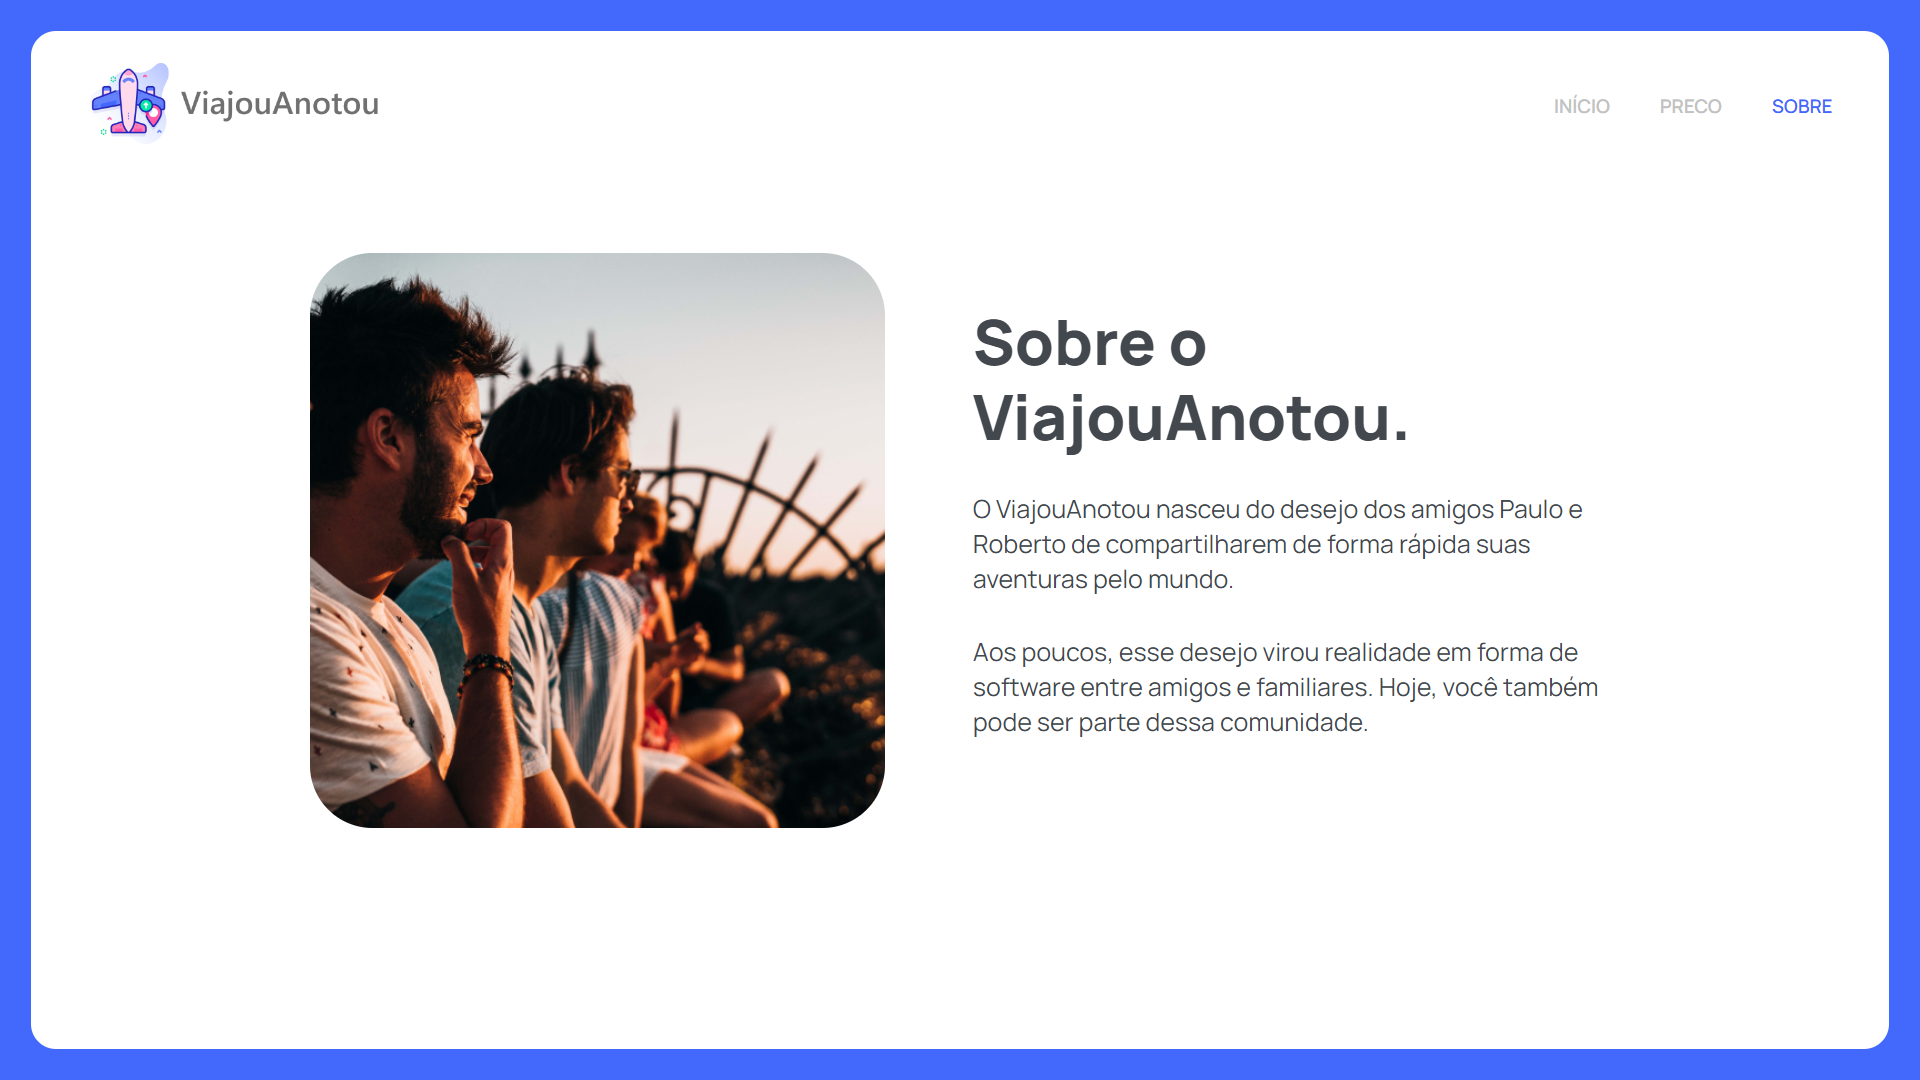 ViajouAnotou
INÍCIO PRECO SOBRE
Sobre o
ViajouAnotou.
O ViajouAnotou nasceu do desejo dos amigos Paulo e
Roberto de compartilharem de forma rápida suas
aventuras pelo mundo.
Aos poucos, esse desejo virou realidade em forma de
software entre amigos e familiares. Hoje, você também
pode ser parte dessa comunidade.